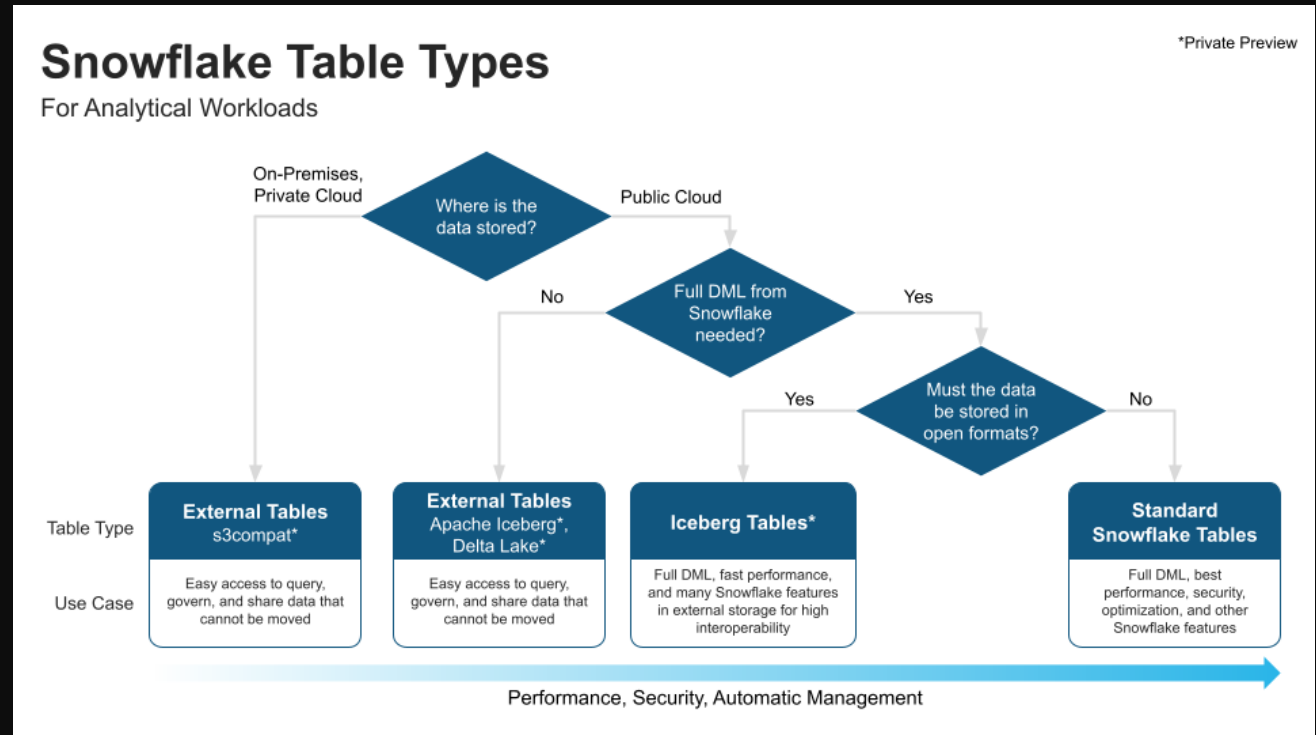 Snowflake Table Types
*Private Preview
For Analytical Workloads
On-Premises,
Private Cloud
Where is the
data stored?
Public Cloud
No
Full DML from
Snowflake
needed?
Yes
Yes
Must the data
be stored in
open formats?
No
Table Type
External Tables
s3compat*
External Tables
Apache Iceberg*,
Delta Lake*
Iceberg Tables*
Standard
Snowflake Tables
Use Case
Easy access to query,
govern, and share data that
cannot be moved
Easy access to query,
govern, and share data that
cannot be moved
Full DML, fast performance,
and many Snowflake features
in external storage for high
interoperability
Full DML, best
performance, security,
optimization, and other
Snowflake features
Performance, Security, Automatic Management